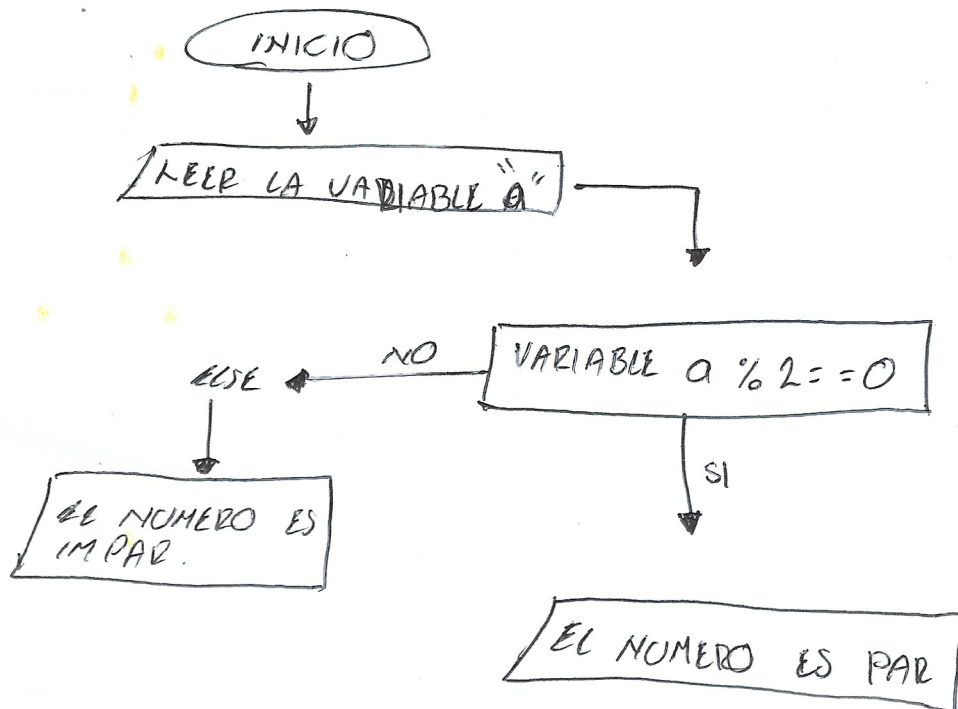 INICIO
LEER LA VARIABLE "a"
VARIABLE a % 2 = = 0
NO
ELSE
SI
EL NUMERO ES
IMPAR.
EL NUMERO ES PAR